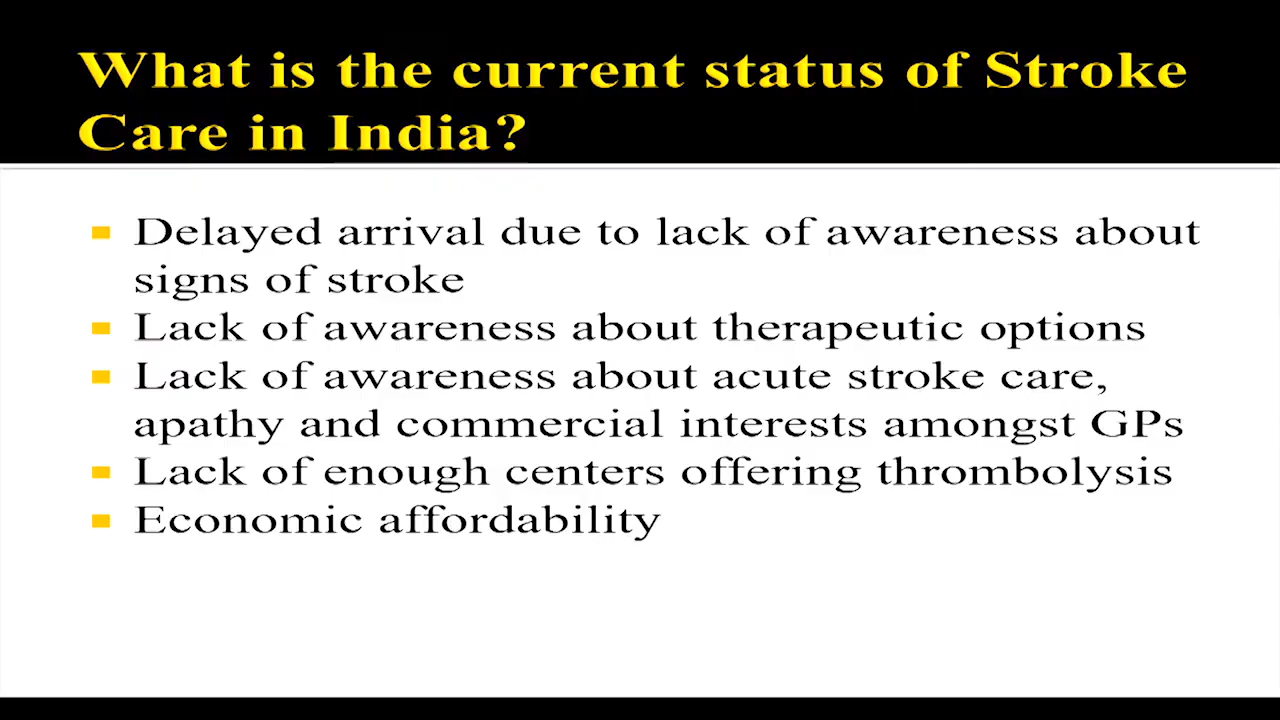 What is the current status of Stroke
Care in India?
Delayed arrival due to lack of awareness about
signs of stroke
Lack of awareness about therapeutic options
Lack of awareness about acute stroke care,
apathy and commercial interests amongst GPs
Lack of enough centers offering thrombolysis
Economic affordability